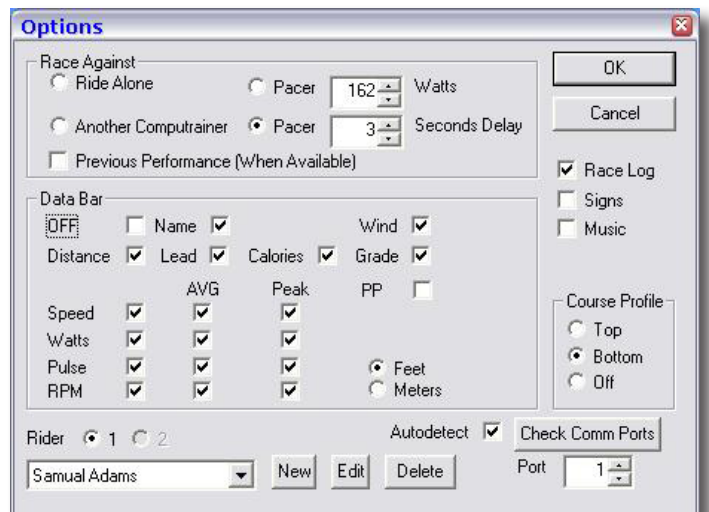 Options
Race Against
Ride Alone Pacer 162 Watts
Another Computrainer Pacer 3 Seconds Delay
Previous Performance (When Available)
OK
Cancel
Race Log
Signs
Music
Data Bar
OFF Name Wind
Distance Lead Calories Grade
AVG Peak PP
Speed
Watts
Pulse Feet
RPM Meters
Course Profile
Top
Bottom
Off
Rider 1 2 Autodetect Check Comm Ports
Samual Adams New Edit Delete Port 1